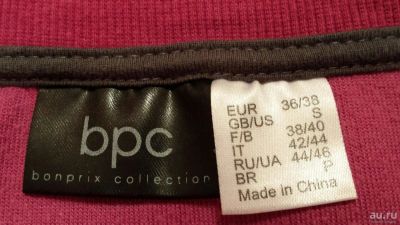 bpc
bonprix collection
EUR 36/38
GB/US S
F/B 38/40
IT 42/44
RU/UA 44/46
BR P
Made in China
au.ru